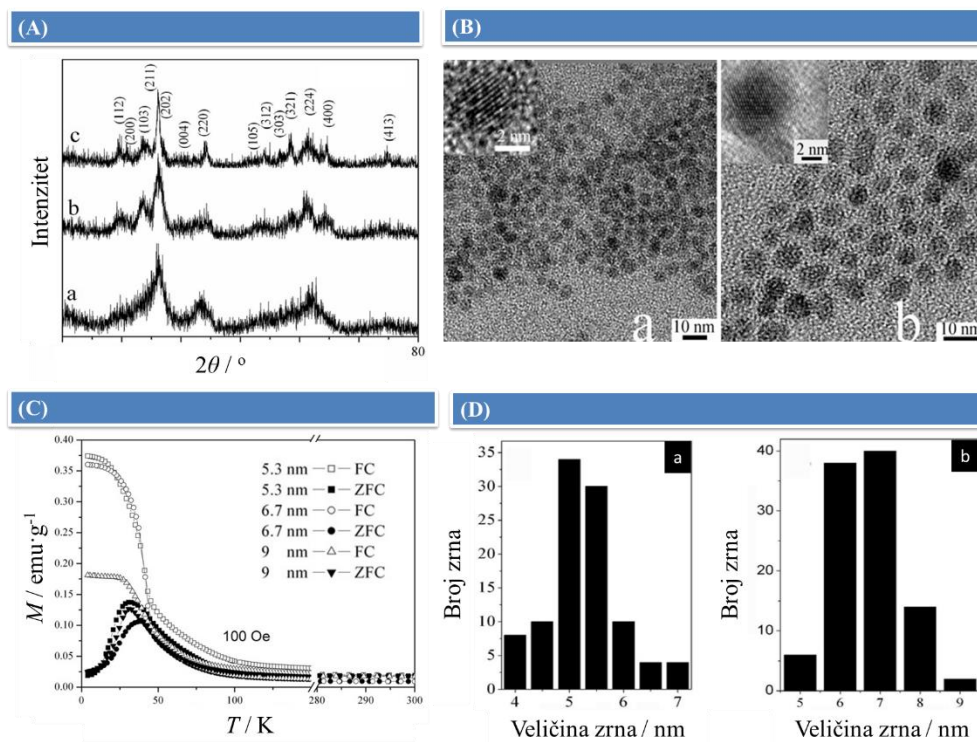 (A)
(B)
Intenzitet
c
b
a
(112)
(200)
(103)
(211)
(202)
(004)
(220)
(105)
(312)
(303)
(321)
(224)
(400)
(413)
80
2θ / °
2 nm
a
10 nm
2 nm
b
10 nm
(C)
(D)
M / emu·g⁻¹
0.40
0.35
0.30
0.25
0.20
0.15
0.10
0.05
0.00
5.3 nm —□— FC
5.3 nm —■— ZFC
6.7 nm —○— FC
6.7 nm —●— ZFC
9 nm —△— FC
9 nm —▼— ZFC
100 Oe
0 50 100 280 290 300
T / K
a
Broj zrna
35
30
25
20
15
10
5
0
4 5 6 7
Veličina zrna / nm
b
Broj zrna
40
30
20
10
0
5 6 7 8 9
Veličina zrna / nm